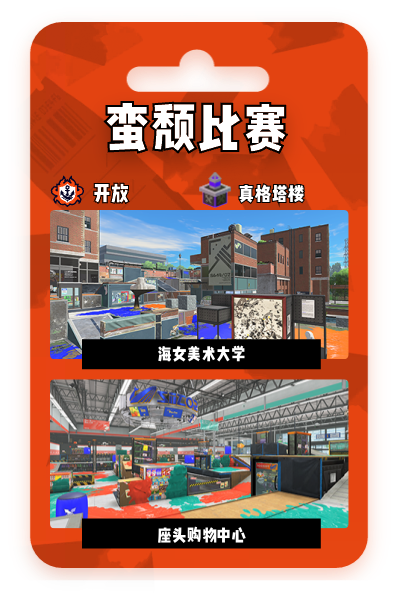 蛮颓比赛
开放
真格塔楼
海女美术大学
座头购物中心